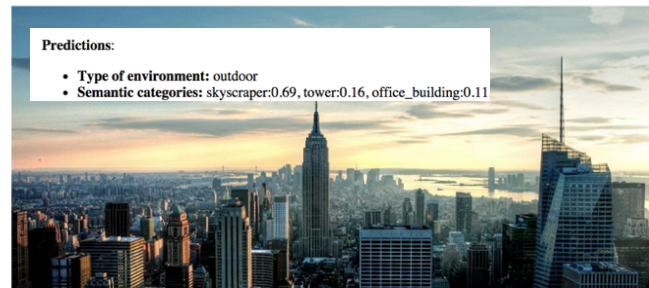 Predictions:
• Type of environment: outdoor
• Semantic categories: skyscraper:0.69, tower:0.16, office_building:0.11